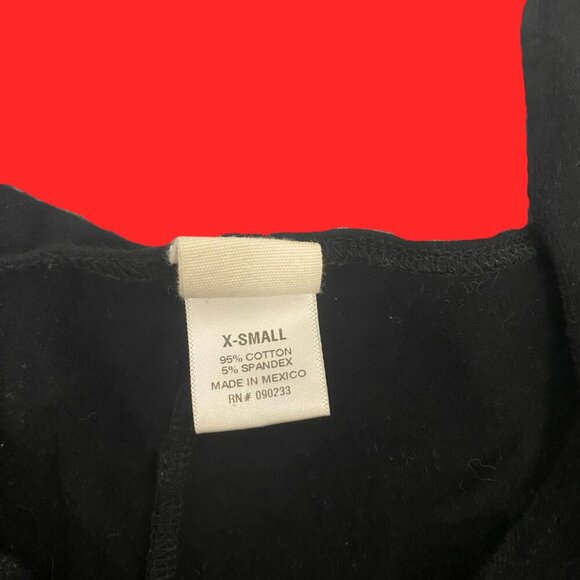 X-SMALL
95% COTTON
5% SPANDEX
MADE IN MEXICO
RN# 090233